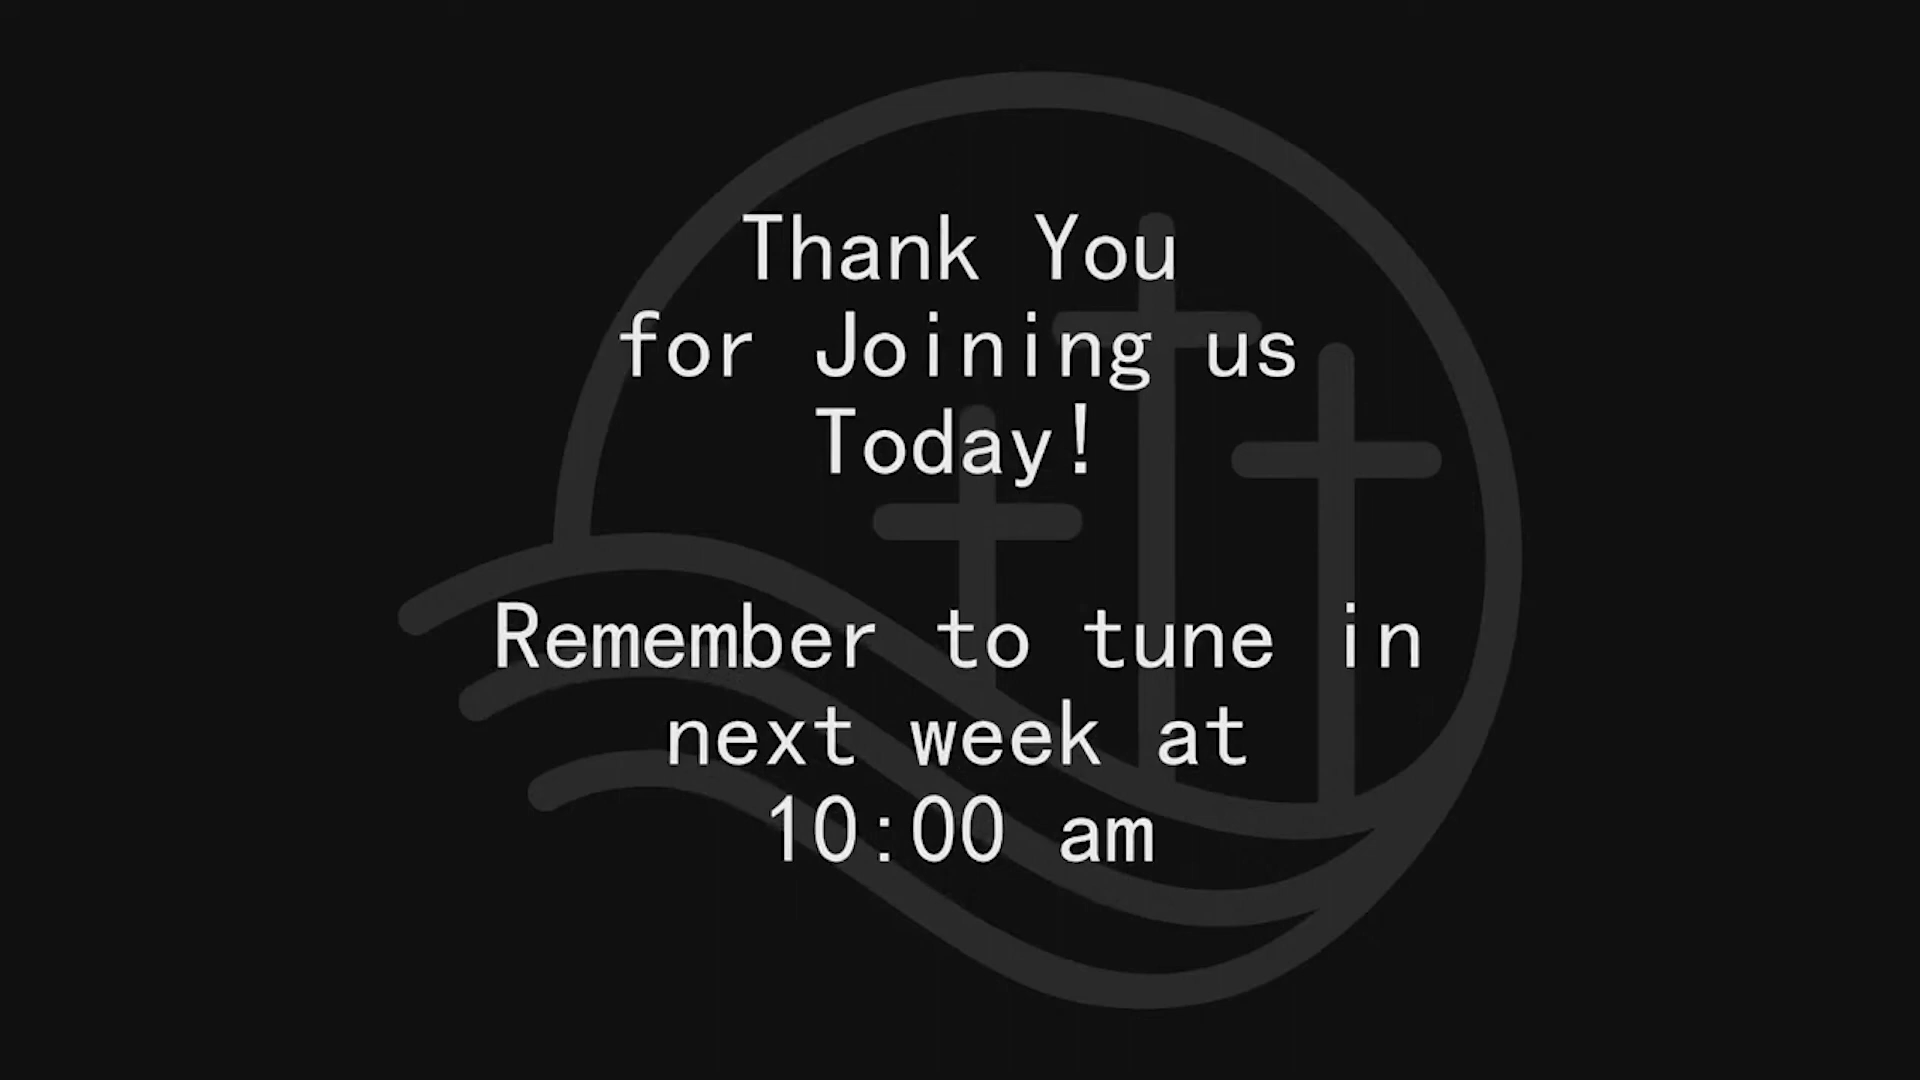 Thank You
for Joining us
Today!
Remember to tune in
next week at
10:00 am